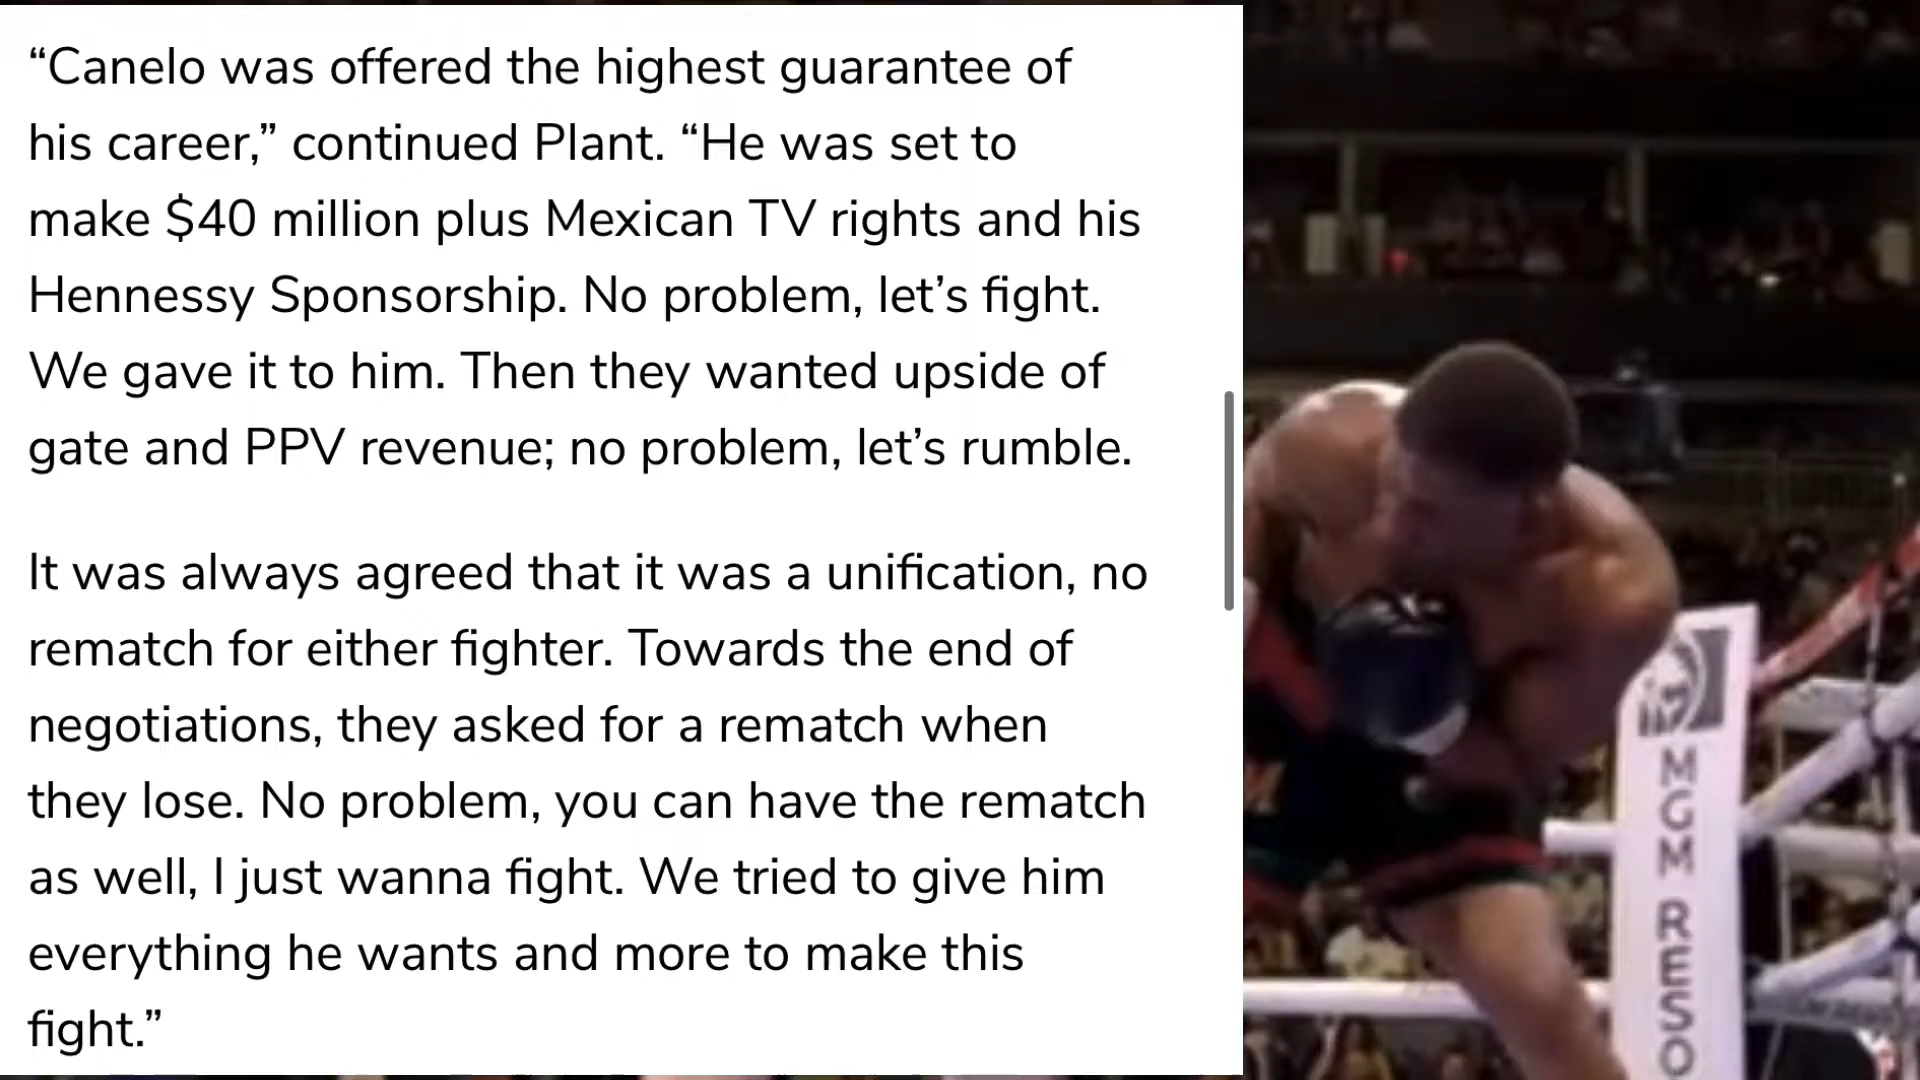 “Canelo was offered the highest guarantee of
his career,” continued Plant. “He was set to
make $40 million plus Mexican TV rights and his
Hennessy Sponsorship. No problem, let’s fight.
We gave it to him. Then they wanted upside of
gate and PPV revenue; no problem, let’s rumble.
It was always agreed that it was a unification, no
rematch for either fighter. Towards the end of
negotiations, they asked for a rematch when
they lose. No problem, you can have the rematch
as well, I just wanna fight. We tried to give him
everything he wants and more to make this
fight.”
MGM RESO